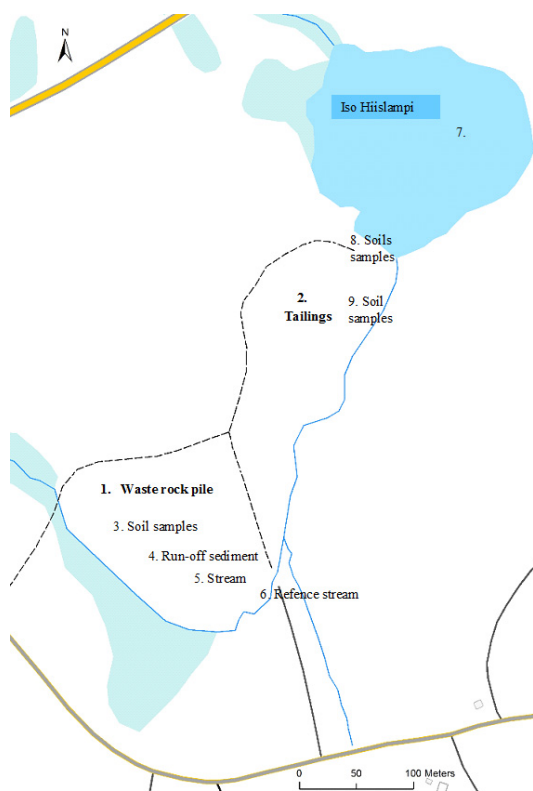 N
Iso Hiislampi
7.
8. Soils
samples
2.
Tailings
9. Soil
samples
1. Waste rock pile
3. Soil samples
4. Run-off sediment
5. Stream
6. Refence stream
0 50 100 Meters